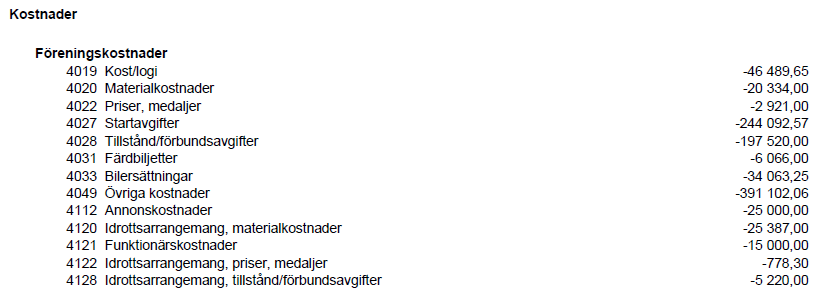 Kostnader
Föreningskostnader
4019 Kost/logi -46 489,65
4020 Materialkostnader -20 334,00
4022 Priser, medaljer -2 921,00
4027 Startavgifter -244 092,57
4028 Tillstånd/förbundsavgifter -197 520,00
4031 Färdbiljetter -6 066,00
4033 Bilersättningar -34 063,25
4049 Övriga kostnader -391 102,06
4112 Annonskostnader -25 000,00
4120 Idrottsarrangemang, materialkostnader -25 387,00
4121 Funktionärskostnader -15 000,00
4122 Idrottsarrangemang, priser, medaljer -778,30
4128 Idrottsarrangemang, tillstånd/förbundsavgifter -5 220,00